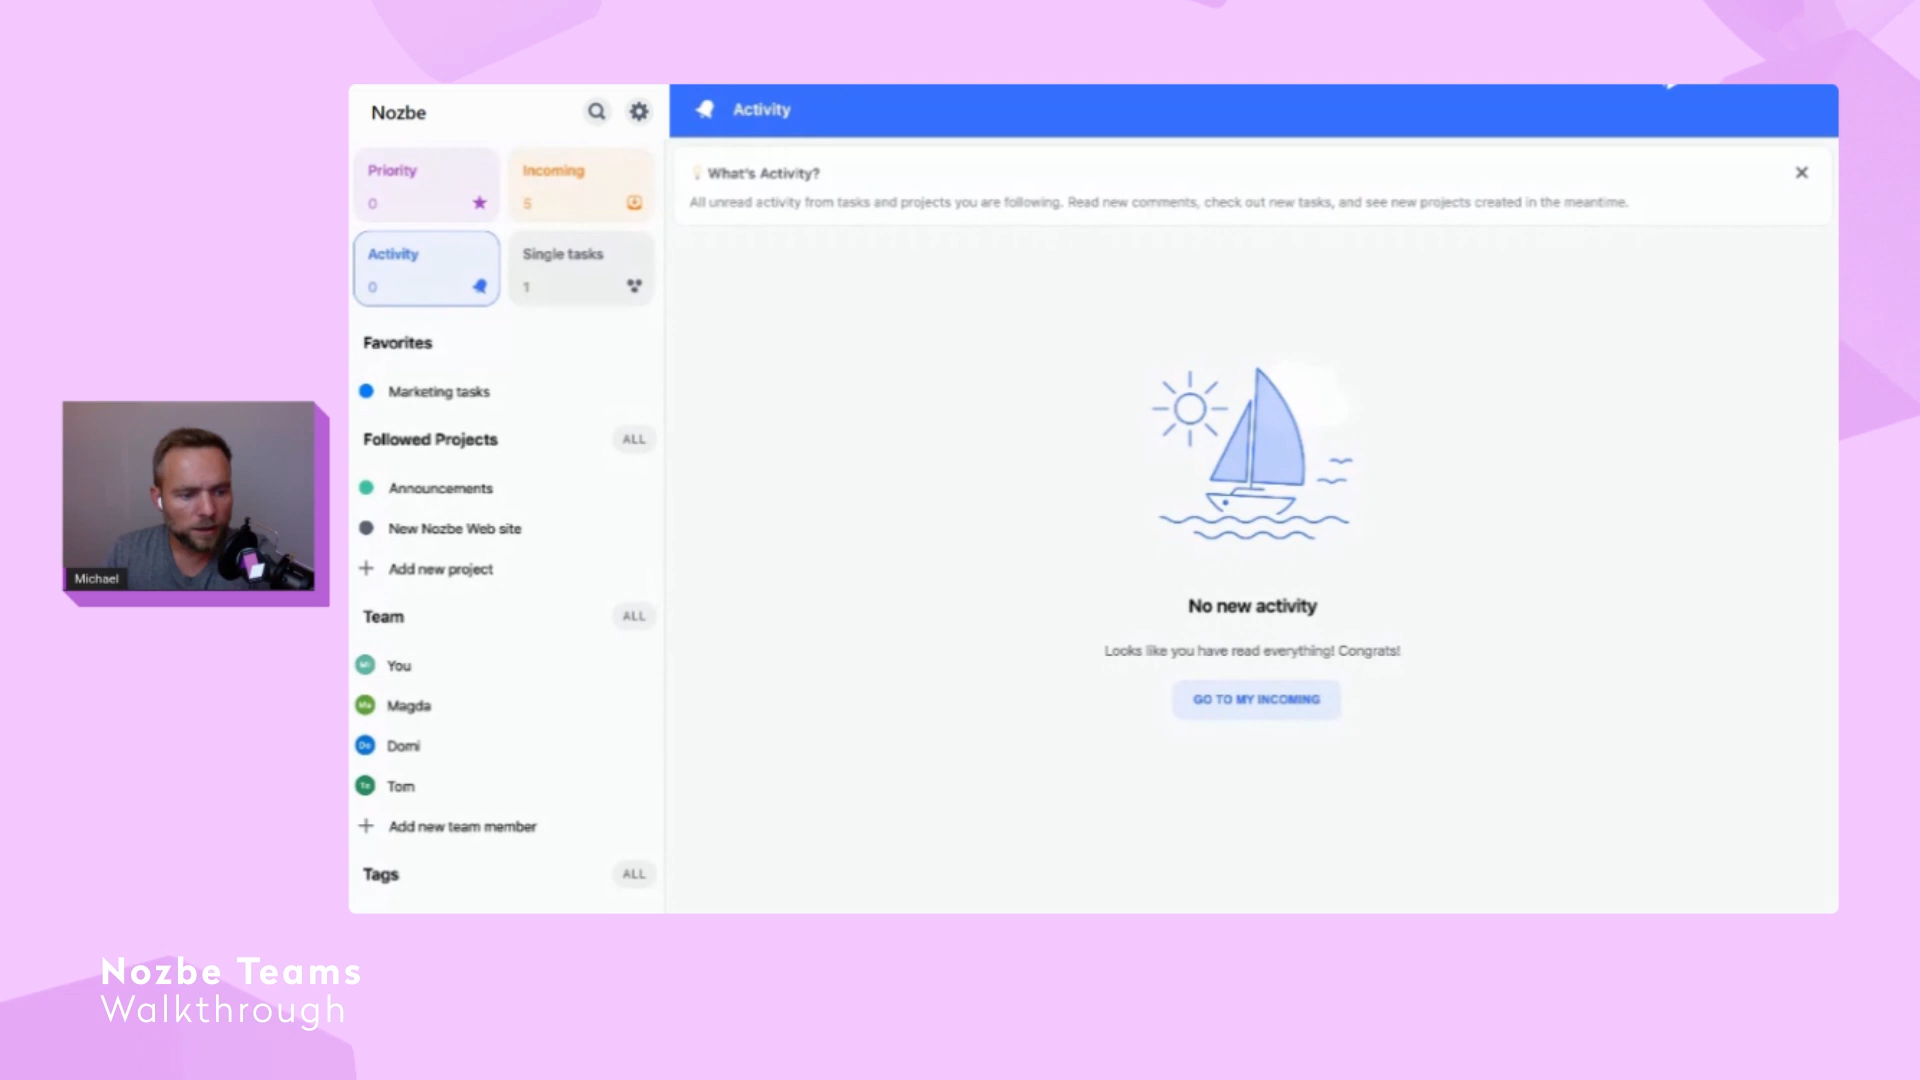 Nozbe
Priority
0
Incoming
5
Activity
0
Single tasks
1
Favorites
Marketing tasks
Followed Projects
ALL
Announcements
New Nozbe Web site
Add new project
Team
ALL
You
Magda
Domi
Tom
Add new team member
Tags
ALL
Activity
What's Activity?
All unread activity from tasks and projects you are following. Read new comments, check out new tasks, and see new projects created in the meantime.
No new activity
Looks like you have read everything! Congrats!
GO TO MY INCOMING
Michael
Nozbe Teams
Walkthrough